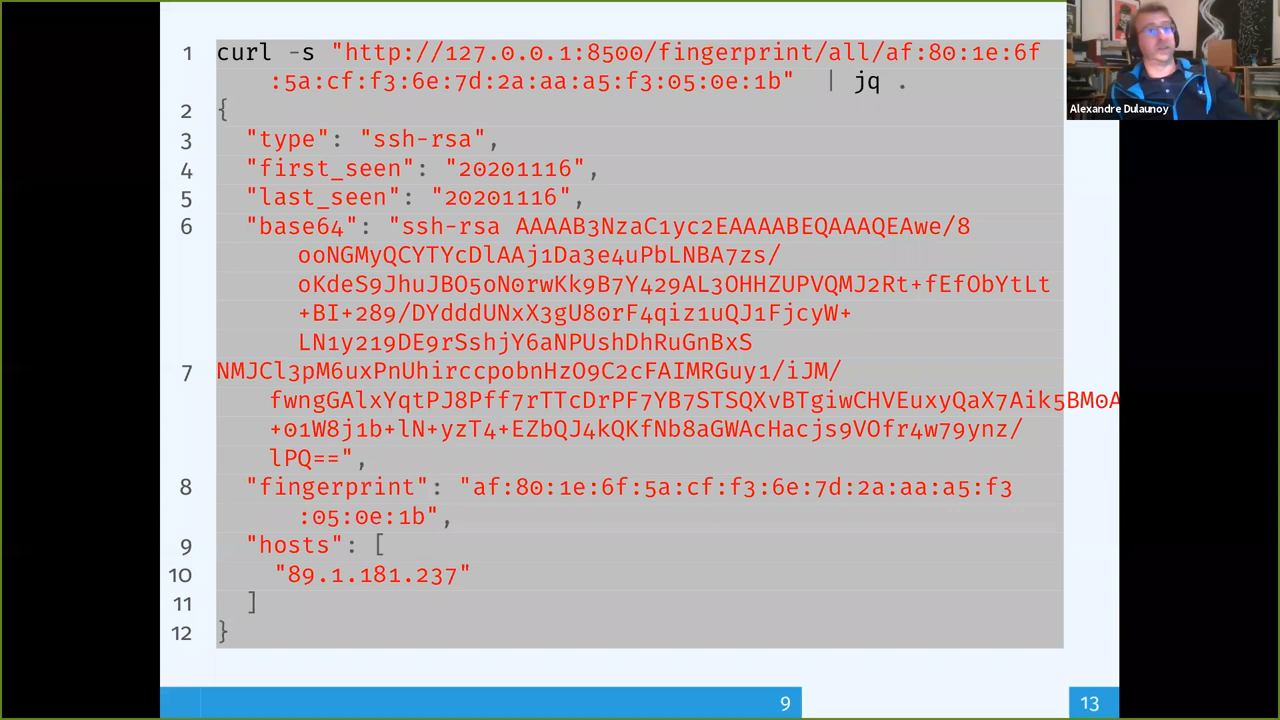 1 curl -s "http://127.0.0.1:8500/fingerprint/all/af:80:1e:6f
:5a:cf:f3:6e:7d:2a:aa:a5:f3:05:0e:1b" | jq .
2 {
3 "type": "ssh-rsa",
4 "first_seen": "20201116",
5 "last_seen": "20201116",
6 "base64": "ssh-rsa AAAAB3NzaC1yc2EAAAABEQAAAQEAwe/8
ooNGMyQCYTYcDlAAj1Da3e4uPbLNBA7zs/
oKdeS9JhuJBO5oN0rwKk9B7Y429AL3OHHZUPVQMJ2Rt+fEfObYtLt
+BI+289/DYdddUNxX3gU80rF4qiz1uQJ1FjcyW+
LN1y219DE9rSshjY6aNPUshDhRuGnBxS
7 NMJCl3pM6uxPnUhirccpobnHzO9C2cFAIMRGuy1/iJM/
fwngGAlxYqtPJ8Pff7rTTcDrPF7YB7STSQXvBTgiwCHVEuxyQaX7Aik5BM0A
+01W8j1b+lN+yzT4+EZbQJ4kQKfNb8aGWAcHacjs9VOfr4w79ynz/
lPQ==",
8 "fingerprint": "af:80:1e:6f:5a:cf:f3:6e:7d:2a:aa:a5:f3
:05:0e:1b",
9 "hosts": [
10 "89.1.181.237"
11 ]
12 }
9 13
Alexandre Dulaunoy